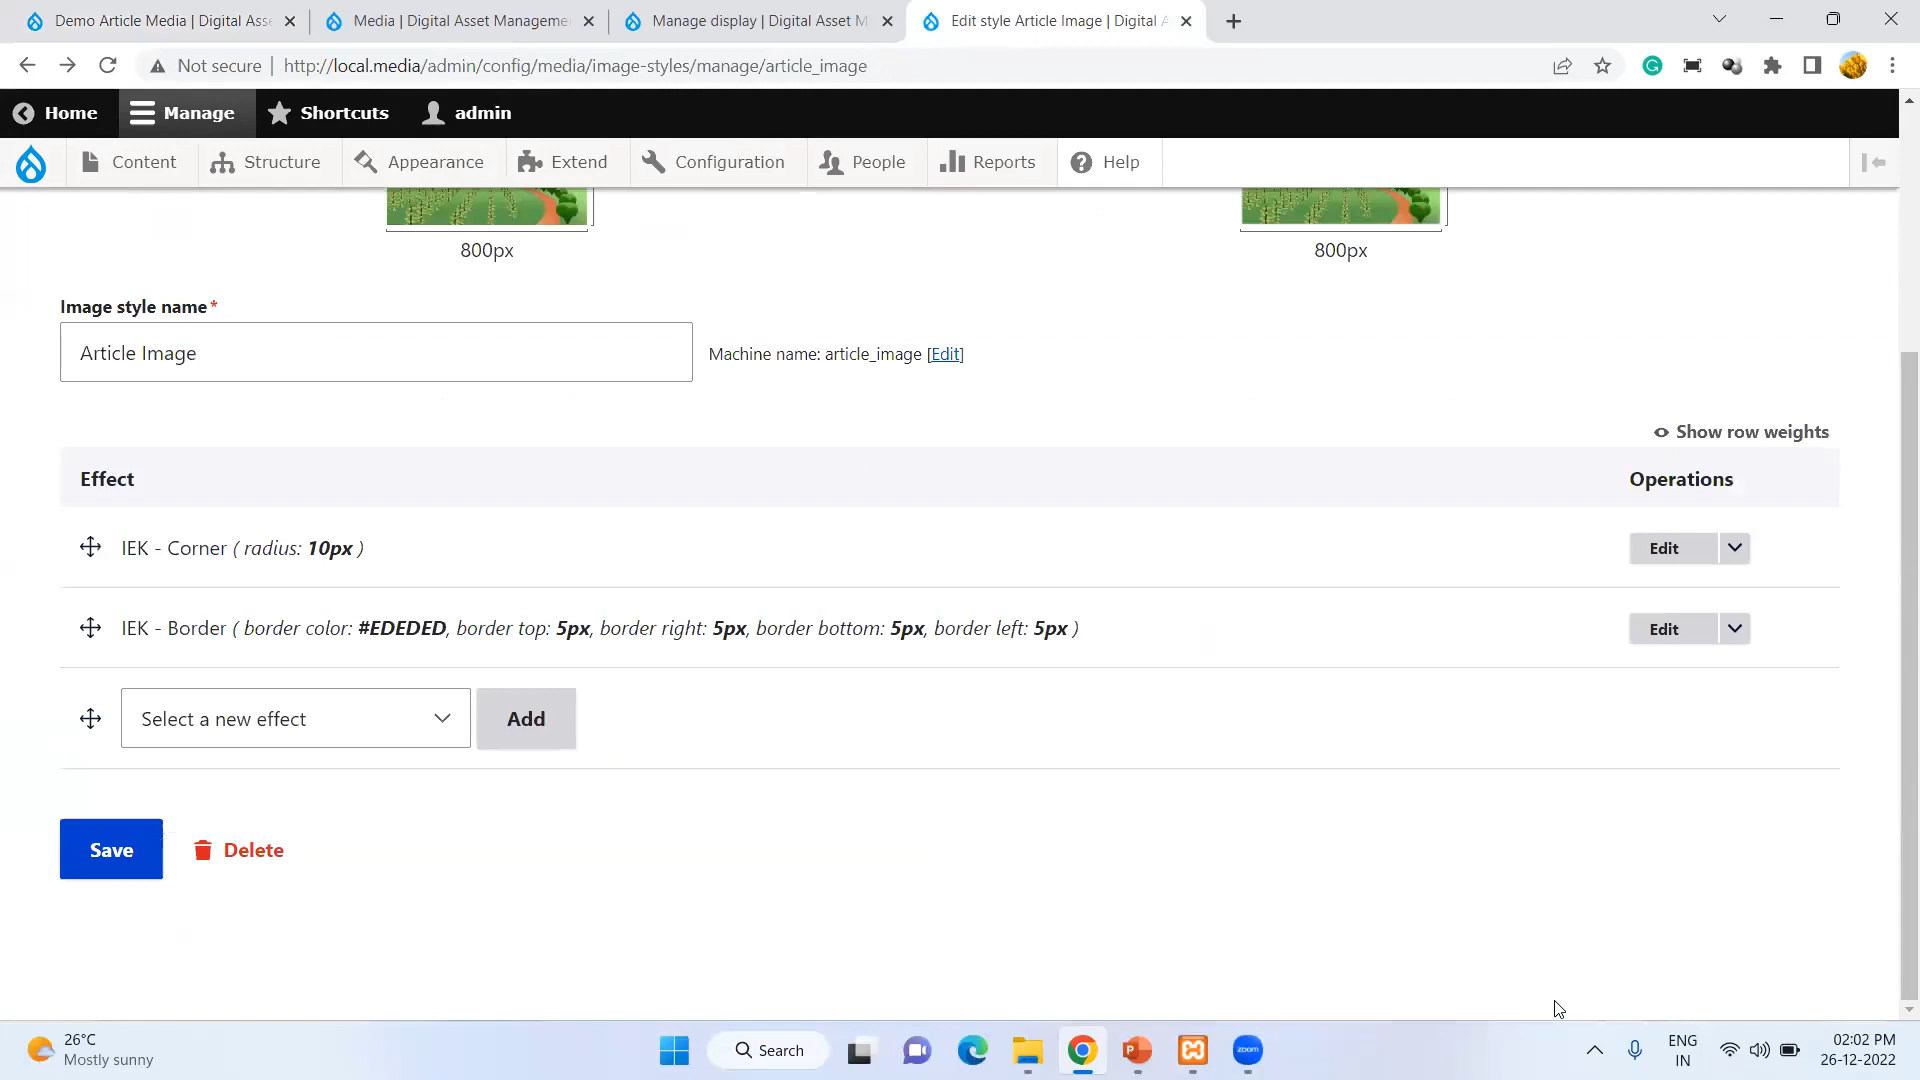 Demo Article Media | Digital Asse
Media | Digital Asset Manageme
Manage display | Digital Asset M
Edit style Article Image | Digital A
Not secure | http://local.media/admin/config/media/image-styles/manage/article_image
Home
Manage
Shortcuts
admin
Content
Structure
Appearance
Extend
Configuration
People
Reports
Help
800px
800px
Image style name*
Article Image
Machine name: article_image [Edit]
Show row weights
Effect
Operations
IEK - Corner ( radius: 10px )
Edit
IEK - Border ( border color: #EDEDED, border top: 5px, border right: 5px, border bottom: 5px, border left: 5px )
Edit
Select a new effect
Add
Save
Delete
26°C
Mostly sunny
Search
zoom
ENG
IN
02:02 PM
26-12-2022